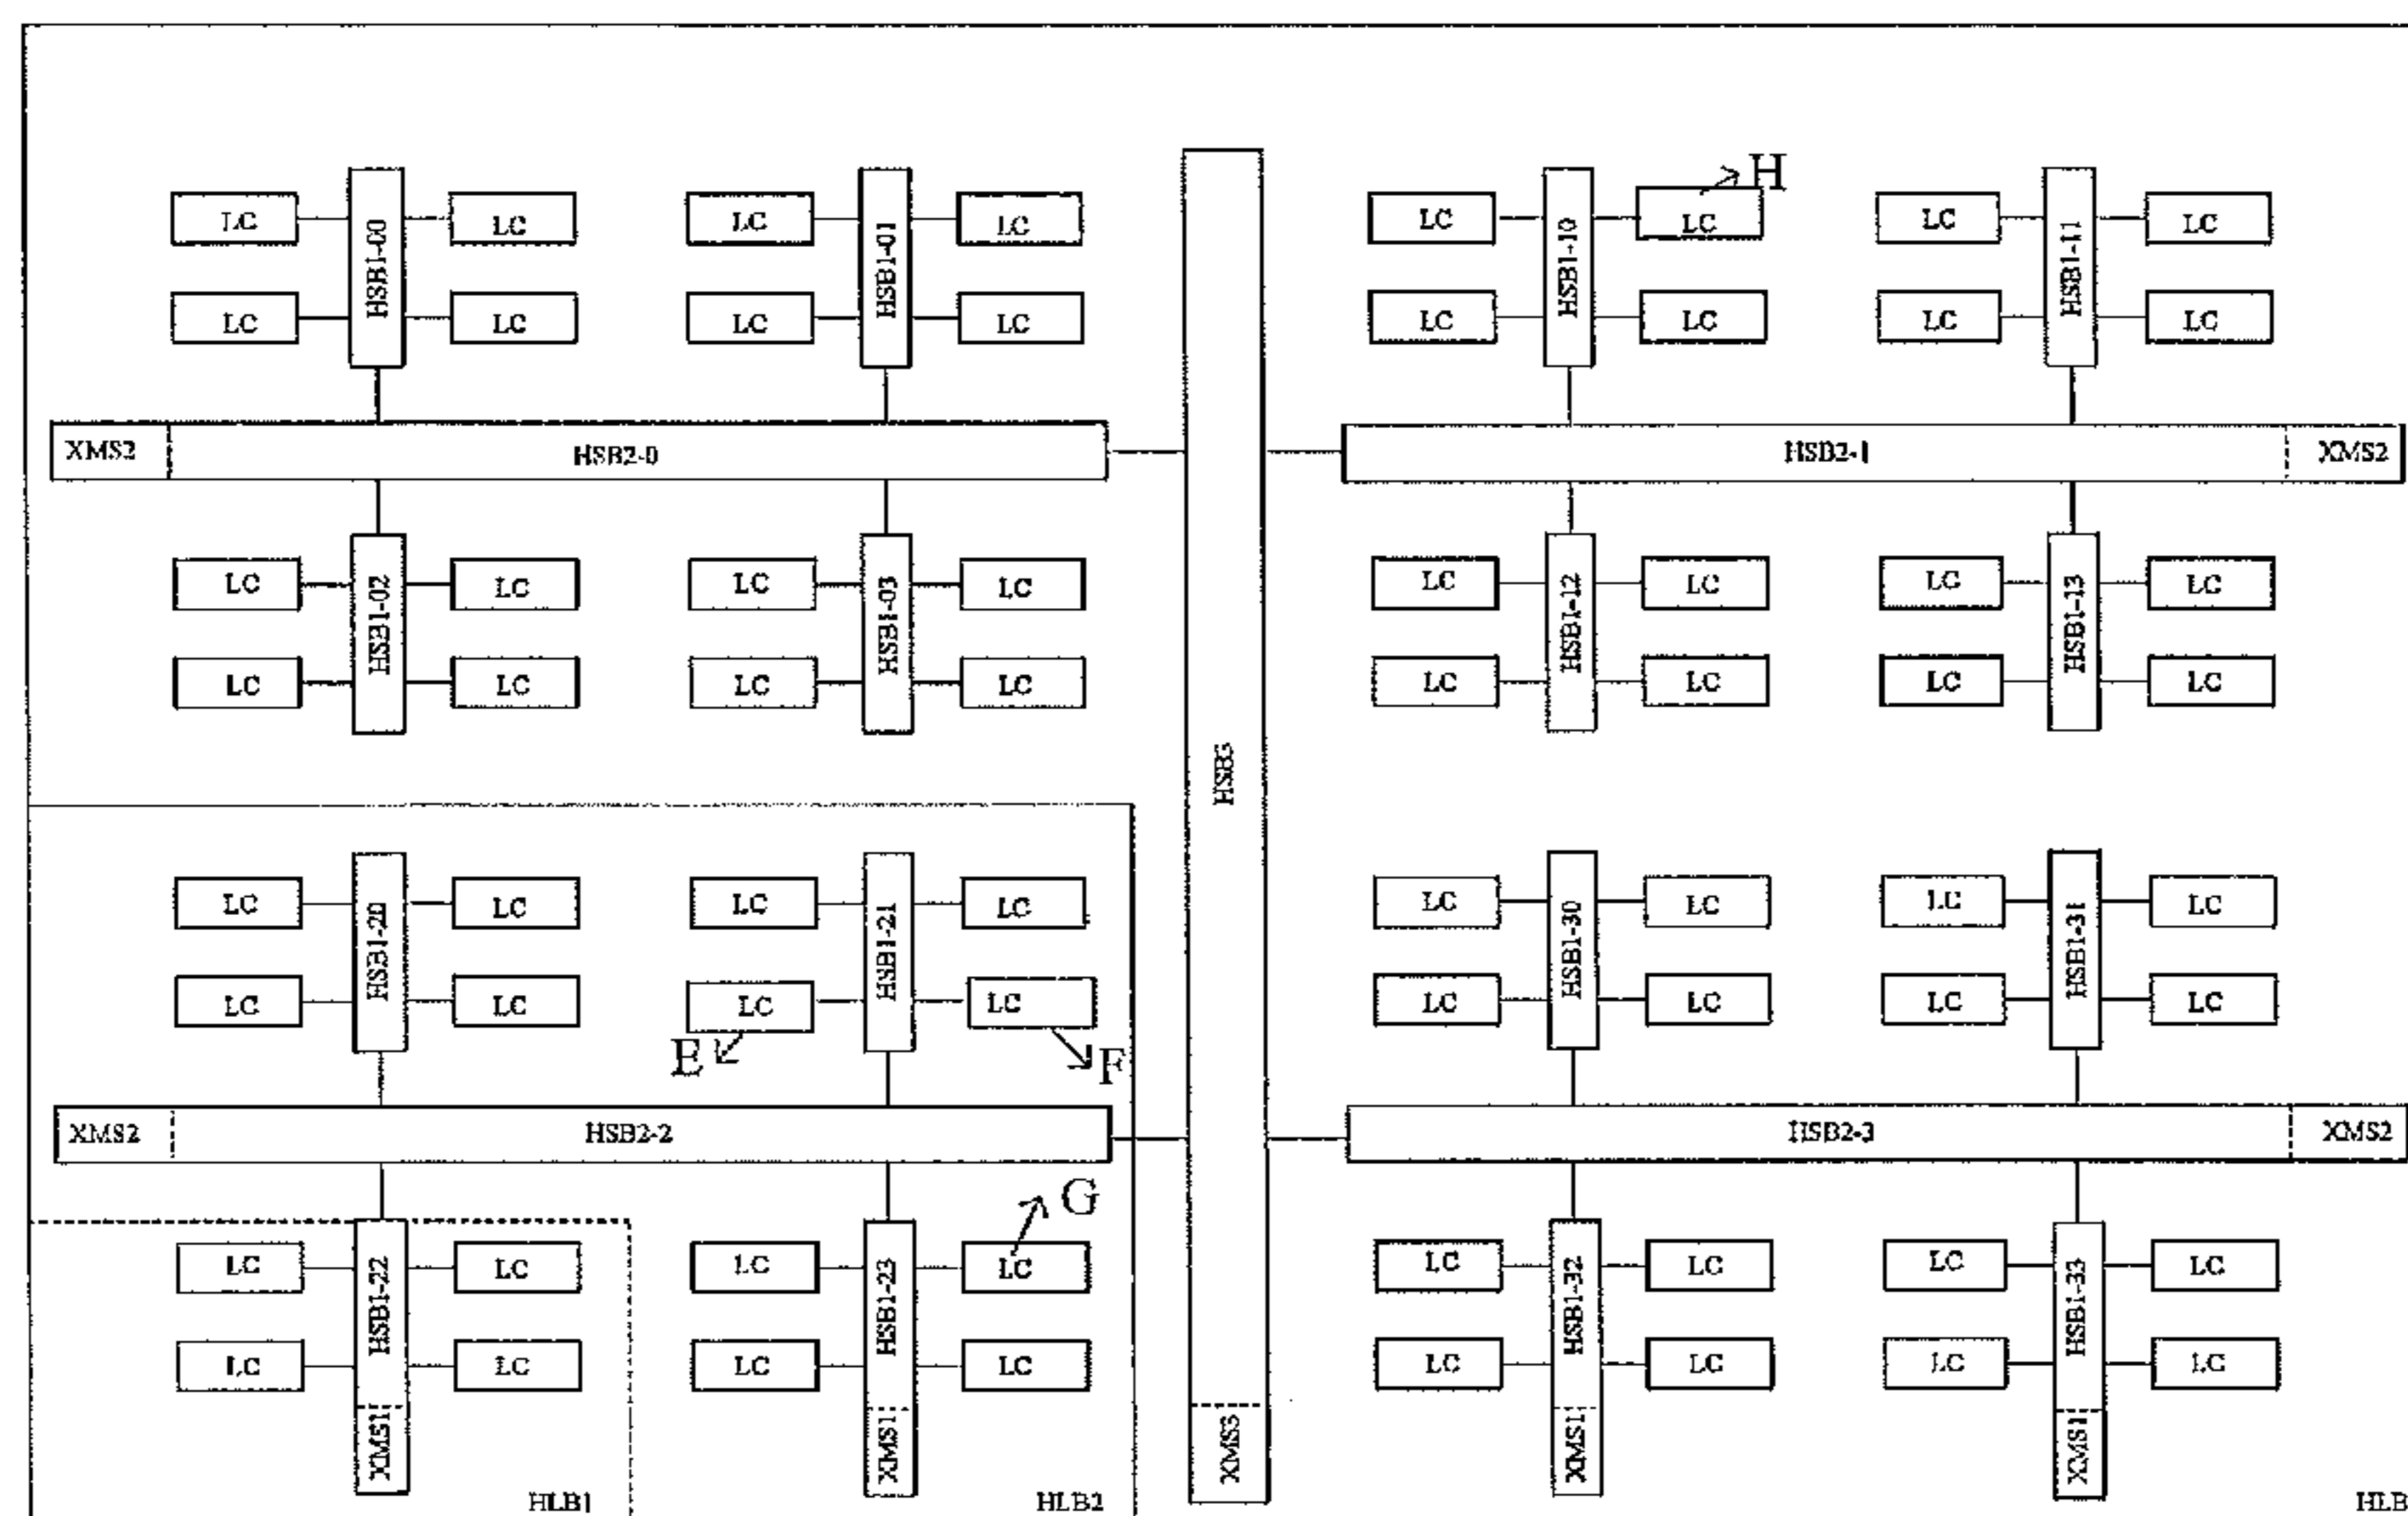 H
LC LC LC LC LC LC LC LC
HSB1-00 HSB1-01 HSB1-10 HSB1-11
LC LC LC LC LC LC LC LC
XMS2 HSB2-0 HSB2-1 XMS2
LC LC LC LC LC LC LC LC
HSB1-02 HSB1-03 HSB1-12 HSB1-13
LC LC LC LC LC LC LC LC
HSB3
LC LC LC LC LC LC LC LC
HSB1-20 HSB1-21 HSB1-30 HSB1-31
LC LC LC LC LC LC LC LC
E F
XMS2 HSB2-2 HSB2-3 XMS2
G
LC LC LC LC LC LC LC LC
HSB1-22 HSB1-23 HSB1-32 HSB1-33
LC LC LC LC LC LC LC LC
XMS1 XMS1 XMS3 XMS1 XMS1
HLB1 HLB2 HLB